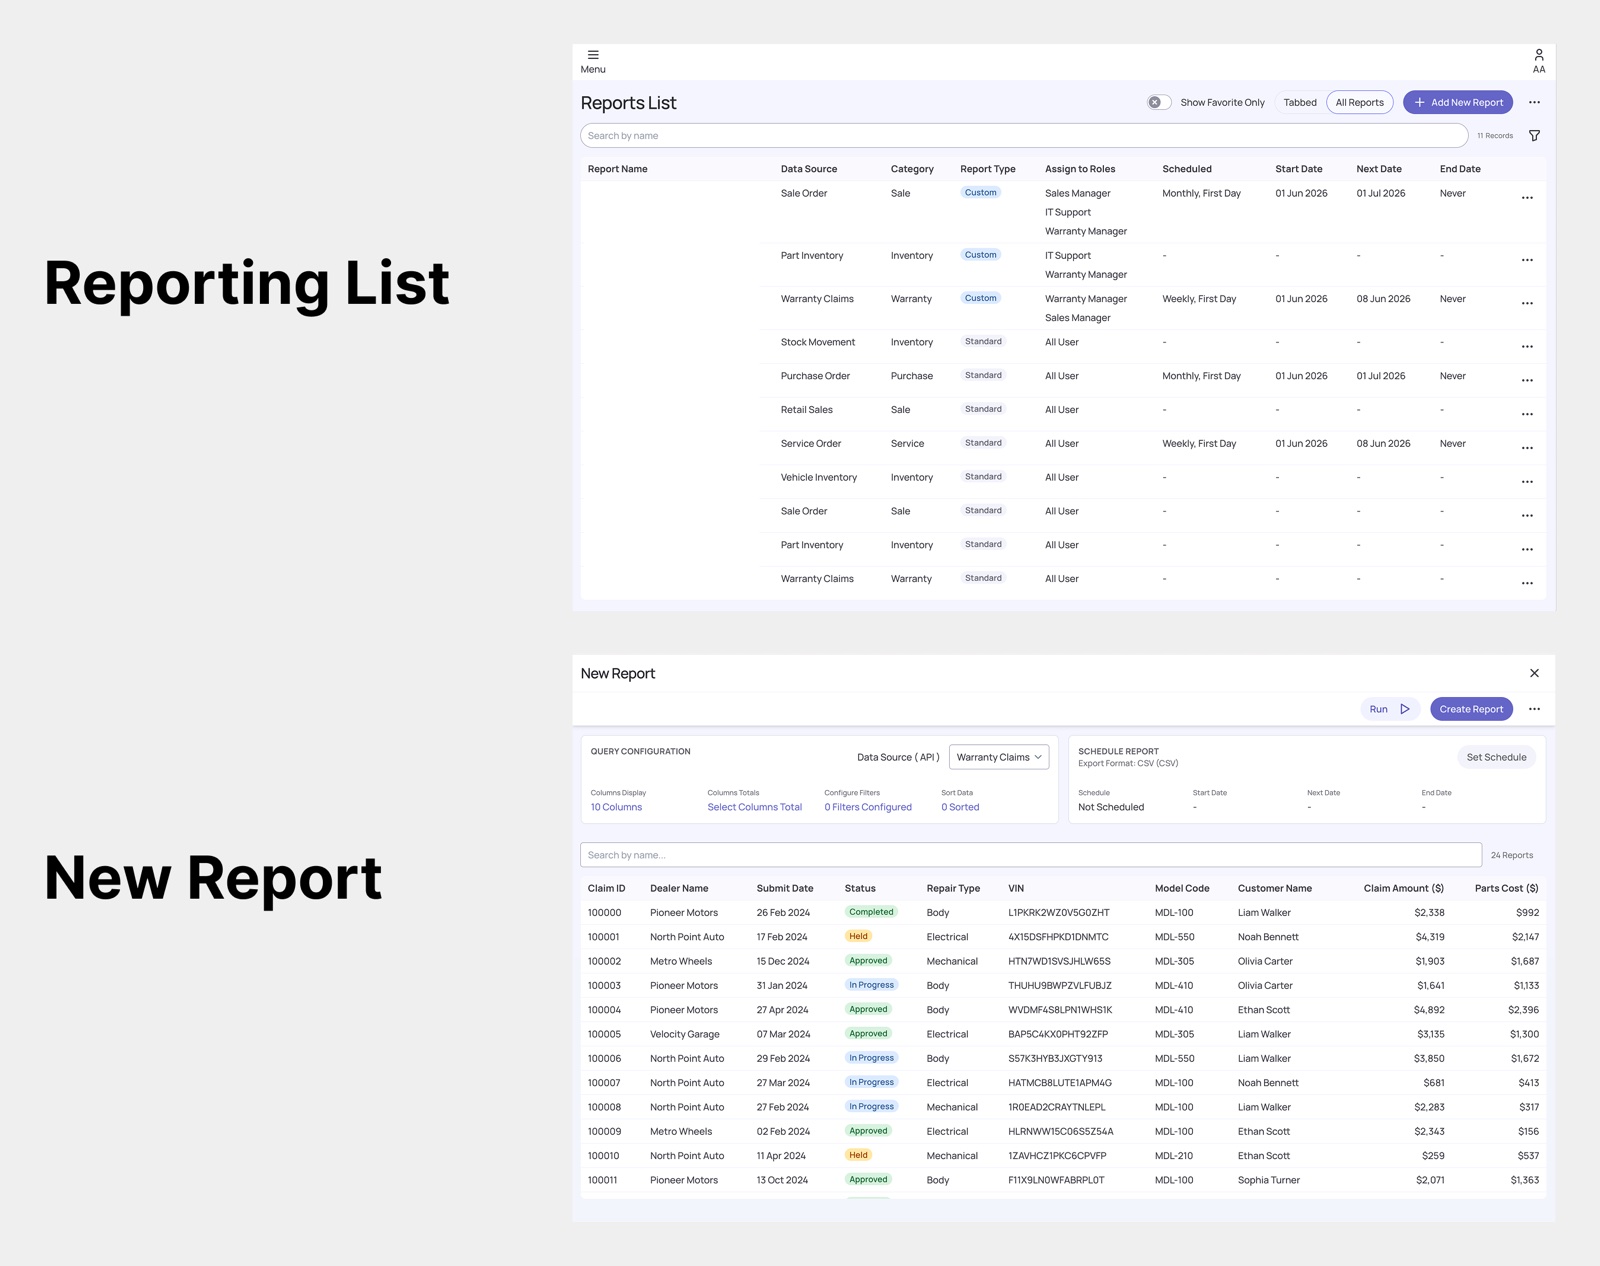 Reporting List
Menu
AA
Reports List
Show Favorite Only
Tabbed
All Reports
Add New Report
Search by name
11 Records
Report Name Data Source Category Report Type Assign to Roles Scheduled Start Date Next Date End Date
Sale Order Sale Custom Sales Manager Monthly, First Day 01 Jun 2026 01 Jul 2026 Never
IT Support
Warranty Manager
Part Inventory Inventory Custom IT Support - - - -
Warranty Manager
Warranty Claims Warranty Custom Warranty Manager Weekly, First Day 01 Jun 2026 08 Jun 2026 Never
Sales Manager
Stock Movement Inventory Standard All User - - - -
Purchase Order Purchase Standard All User Monthly, First Day 01 Jun 2026 01 Jul 2026 Never
Retail Sales Sale Standard All User - - - -
Service Order Service Standard All User Weekly, First Day 01 Jun 2026 08 Jun 2026 Never
Vehicle Inventory Inventory Standard All User - - - -
Sale Order Sale Standard All User - - - -
Part Inventory Inventory Standard All User - - - -
Warranty Claims Warranty Standard All User - - - -
New Report
New Report
Run
Create Report
QUERY CONFIGURATION
Data Source ( API ) Warranty Claims
Columns Display Columns Totals Configure Filters Sort Data
10 Columns Select Columns Total 0 Filters Configured 0 Sorted
SCHEDULE REPORT
Export Format: CSV (CSV)
Set Schedule
Schedule Start Date Next Date End Date
Not Scheduled - - -
Search by name...
24 Reports
Claim ID Dealer Name Submit Date Status Repair Type VIN Model Code Customer Name Claim Amount ($) Parts Cost ($)
100000 Pioneer Motors 26 Feb 2024 Completed Body L1PKRK2WZ0V5G0ZHT MDL-100 Liam Walker $2,338 $992
100001 North Point Auto 17 Feb 2024 Held Electrical 4X15DSFHPKD1DNMTC MDL-550 Noah Bennett $4,319 $2,147
100002 Metro Wheels 15 Dec 2024 Approved Mechanical HTN7WD1SVSJHLW65S MDL-305 Olivia Carter $1,903 $1,687
100003 Pioneer Motors 31 Jan 2024 In Progress Body THUHU9BWPZVLFUBJZ MDL-410 Olivia Carter $1,641 $1,133
100004 Pioneer Motors 27 Apr 2024 Approved Body WVDMF4S8LPN1WHS1K MDL-410 Ethan Scott $4,892 $2,396
100005 Velocity Garage 07 Mar 2024 Approved Electrical BAP5C4KX0PHT92ZFP MDL-305 Liam Walker $3,135 $1,300
100006 North Point Auto 29 Feb 2024 In Progress Body S57K3HYB3JXGTY913 MDL-550 Liam Walker $3,850 $1,672
100007 North Point Auto 27 Mar 2024 In Progress Electrical HATMCB8LUTE1APM4G MDL-100 Noah Bennett $681 $413
100008 North Point Auto 27 Feb 2024 In Progress Mechanical 1R0EAD2CRAYTNLEPL MDL-100 Liam Walker $2,283 $317
100009 Metro Wheels 02 Feb 2024 Approved Electrical HLRNWW15C06S5Z54A MDL-100 Ethan Scott $2,343 $156
100010 North Point Auto 11 Apr 2024 Held Mechanical 1ZAVHCZ1PKC6CPVFP MDL-210 Ethan Scott $259 $537
100011 Pioneer Motors 13 Oct 2024 Approved Body F11X9LN0WFABRPL0T MDL-100 Sophia Turner $2,071 $1,363